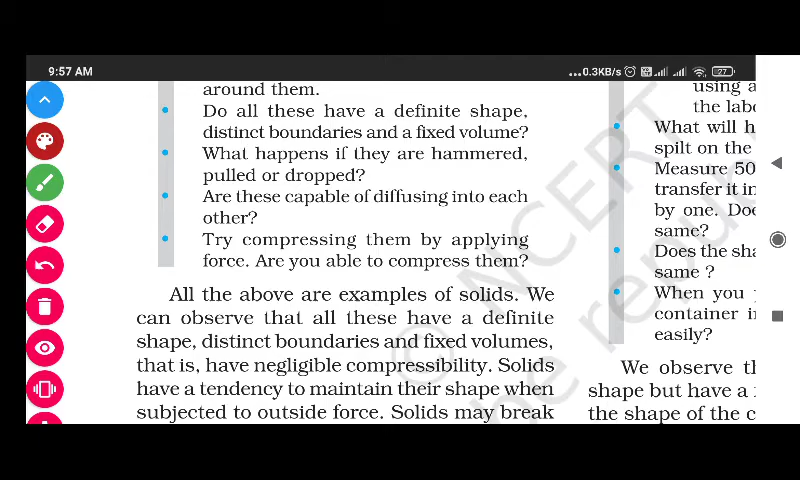 9:57 AM
...0.3KB/s
27
around them.
• Do all these have a definite shape,
distinct boundaries and a fixed volume?
• What happens if they are hammered,
pulled or dropped?
• Are these capable of diffusing into each
other?
• Try compressing them by applying
force. Are you able to compress them?
All the above are examples of solids. We
can observe that all these have a definite
shape, distinct boundaries and fixed volumes,
that is, have negligible compressibility. Solids
have a tendency to maintain their shape when
subjected to outside force. Solids may break
using a
the labo
• What will h
spilt on the
• Measure 50
transfer it in
by one. Doe
same?
• Does the sha
same ?
• When you
container in
easily?
We observe th
shape but have a
the shape of the c
© NCERT
be republ